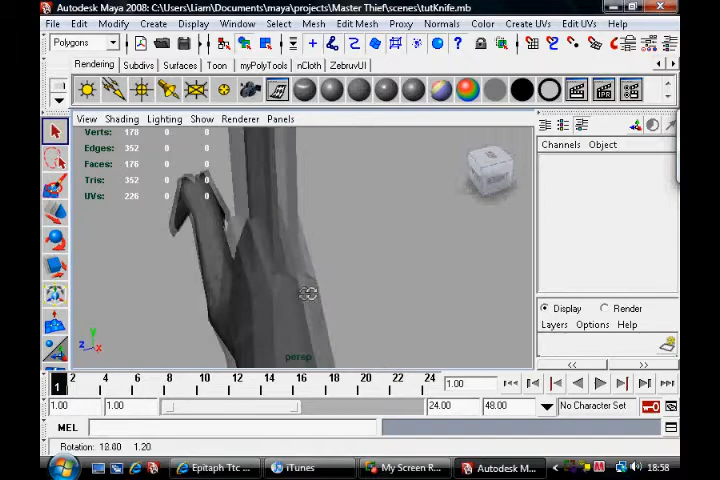 Autodesk Maya 2008: C:\Users\Liam\Documents\maya\projects\Master Thief\scenes\tutKnife.mb
File Edit Modify Create Display Window Select Mesh Edit Mesh Proxy Normals Color Create UVs Edit UVs Help
Polygons
Rendering Subdivs Surfaces Toon myPolyTools nCloth ZebruvUI
IPR
View Shading Lighting Show Renderer Panels
Channels Object
Verts: 178 0 0
Edges: 352 0 0
Faces: 176 0 0
Tris: 352 0 0
UVs: 226 0 0
Display Render
Layers Options Help
y
z x
persp
<< >>
1 2 4 6 8 10 12 14 16 18 20 22 24 1.00
1.00 1.00 24.00 48.00 No Character Set
MEL
Rotation: 18.00 1.20
Epitaph Ttc ... iTunes My Screen R... Autodesk M... 18:58